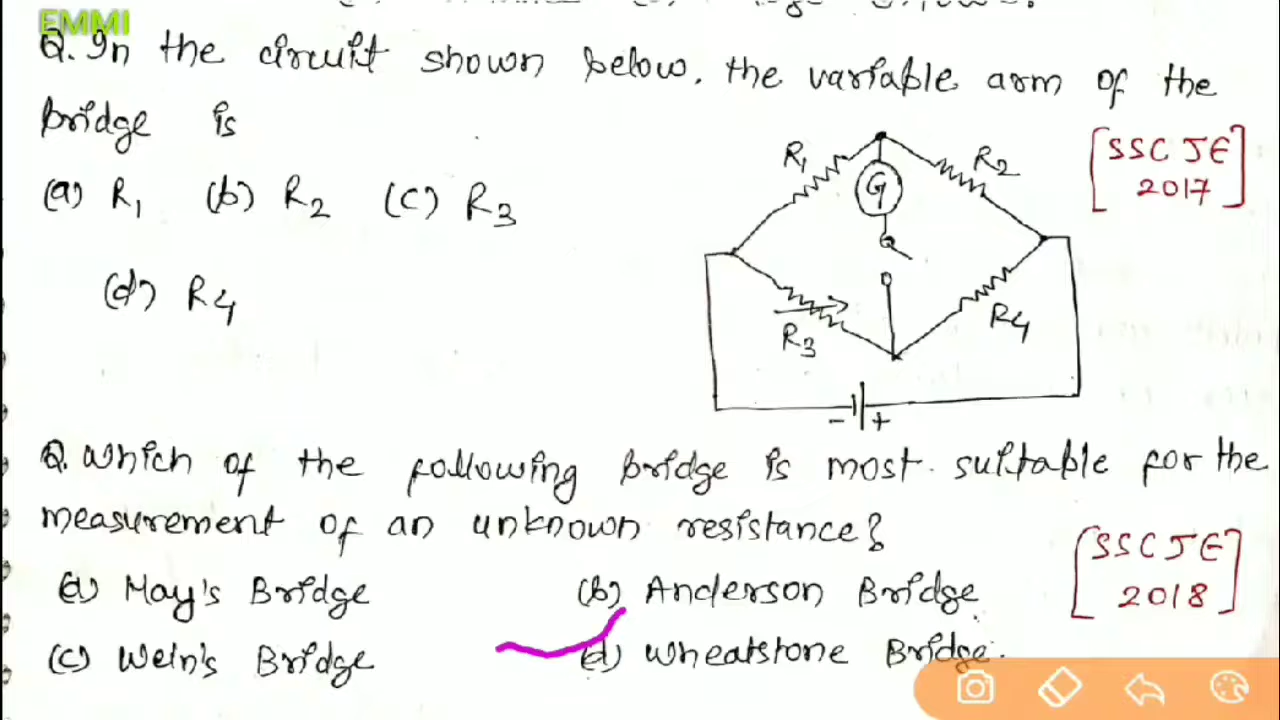 EMMI
Q. In the circuit shown below, the variable arm of the
bridge is
(a) R1 (b) R2 (c) R3
(d) R4
[SSC JE
2017]
R1
R2
G
R3
R4
- +
Q. Which of the following bridge is most suitable for the
measurement of an unknown resistance?
[SSC JE
2018]
(a) Hay's Bridge (b) Anderson Bridge
(c) Wein's Bridge (d) Wheatstone Bridge.